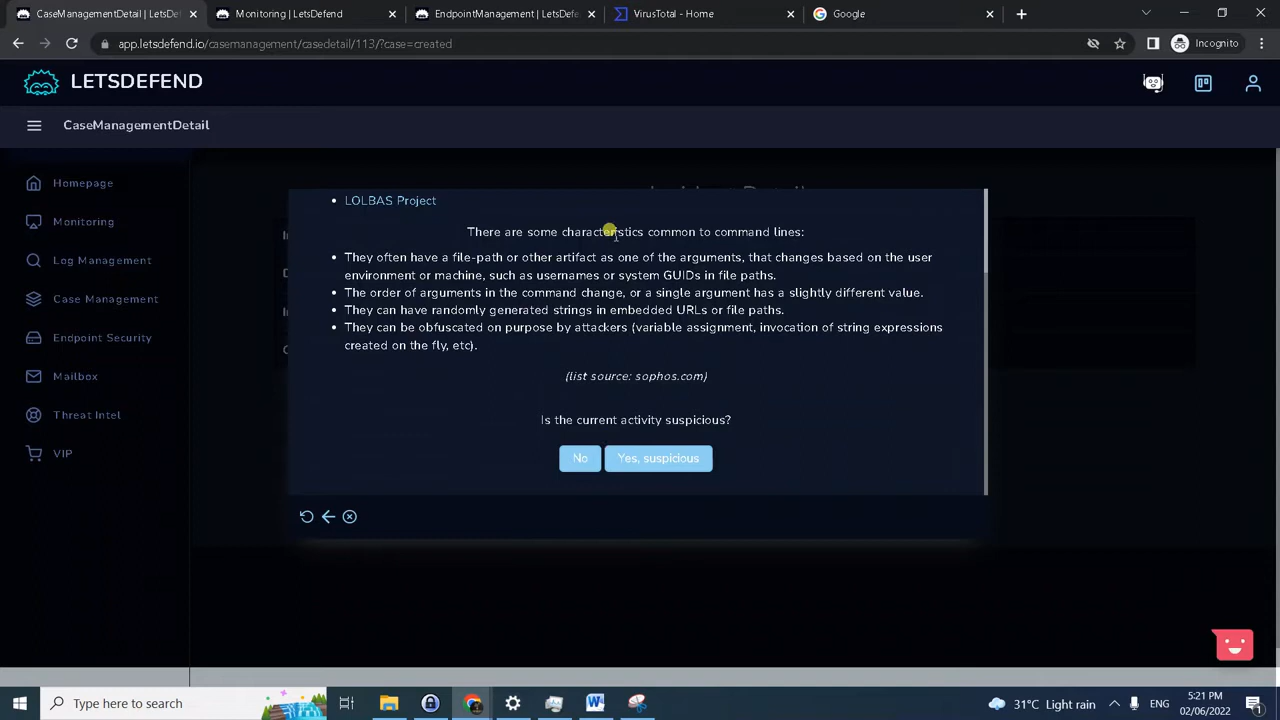 CaseManagementDetail | LetsDe
Monitoring | LetsDefend
EndpointManagement | LetsDefe
VirusTotal - Home
Google
app.letsdefend.io/casemanagement/casedetail/113/?case=created
Incognito
LETSDEFEND
CaseManagementDetail
Homepage
Monitoring
Log Management
Case Management
Endpoint Security
Mailbox
Threat Intel
VIP
LOLBAS Project
There are some characteristics common to command lines:
They often have a file-path or other artifact as one of the arguments, that changes based on the user
environment or machine, such as usernames or system GUIDs in file paths.
The order of arguments in the command change, or a single argument has a slightly different value.
They can have randomly generated strings in embedded URLs or file paths.
They can be obfuscated on purpose by attackers (variable assignment, invocation of string expressions
created on the fly, etc).
(list source: sophos.com)
Is the current activity suspicious?
No
Yes, suspicious
Type here to search
31°C Light rain
ENG
5:21 PM
02/06/2022
1